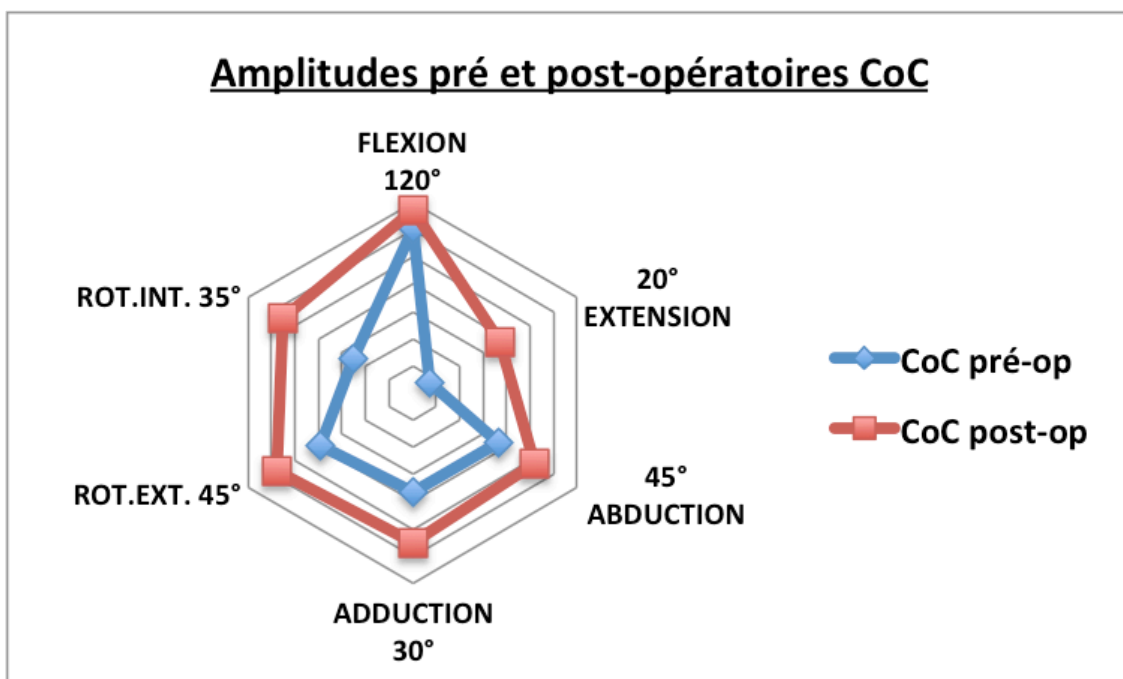 Amplitudes pré et post-opératoires CoC
FLEXION
120°
20°
EXTENSION
45°
ABDUCTION
ADDUCTION
30°
ROT.EXT. 45°
ROT.INT. 35°
CoC pré-op
CoC post-op